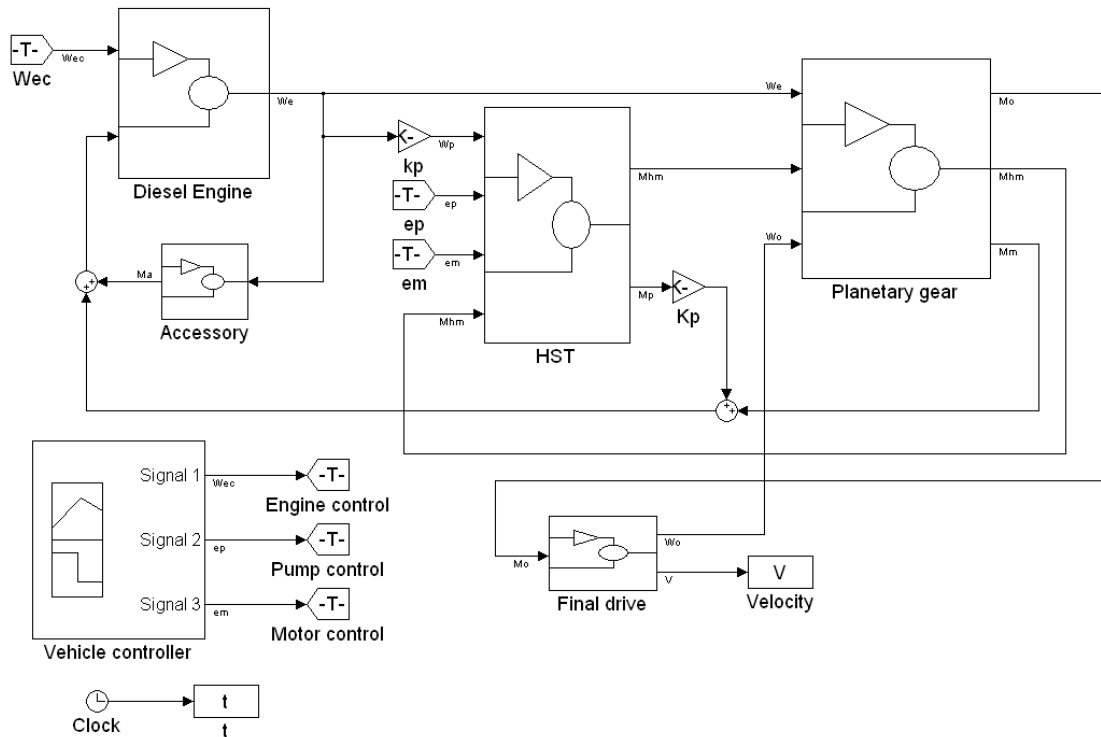 -T-
Wec
Wec
Diesel Engine
We
Ma
Accessory
kp
Wp
-T-
ep
ep
-T-
em
em
Mhm
HST
Mhm
Mp
Kp
We
Wo
Planetary gear
Mo
Mhm
Mm
Vehicle controller
Signal 1
Wec
-T-
Engine control
Signal 2
ep
-T-
Pump control
Signal 3
em
-T-
Motor control
Mo
Final drive
Wo
V
V
Velocity
Clock
t
t